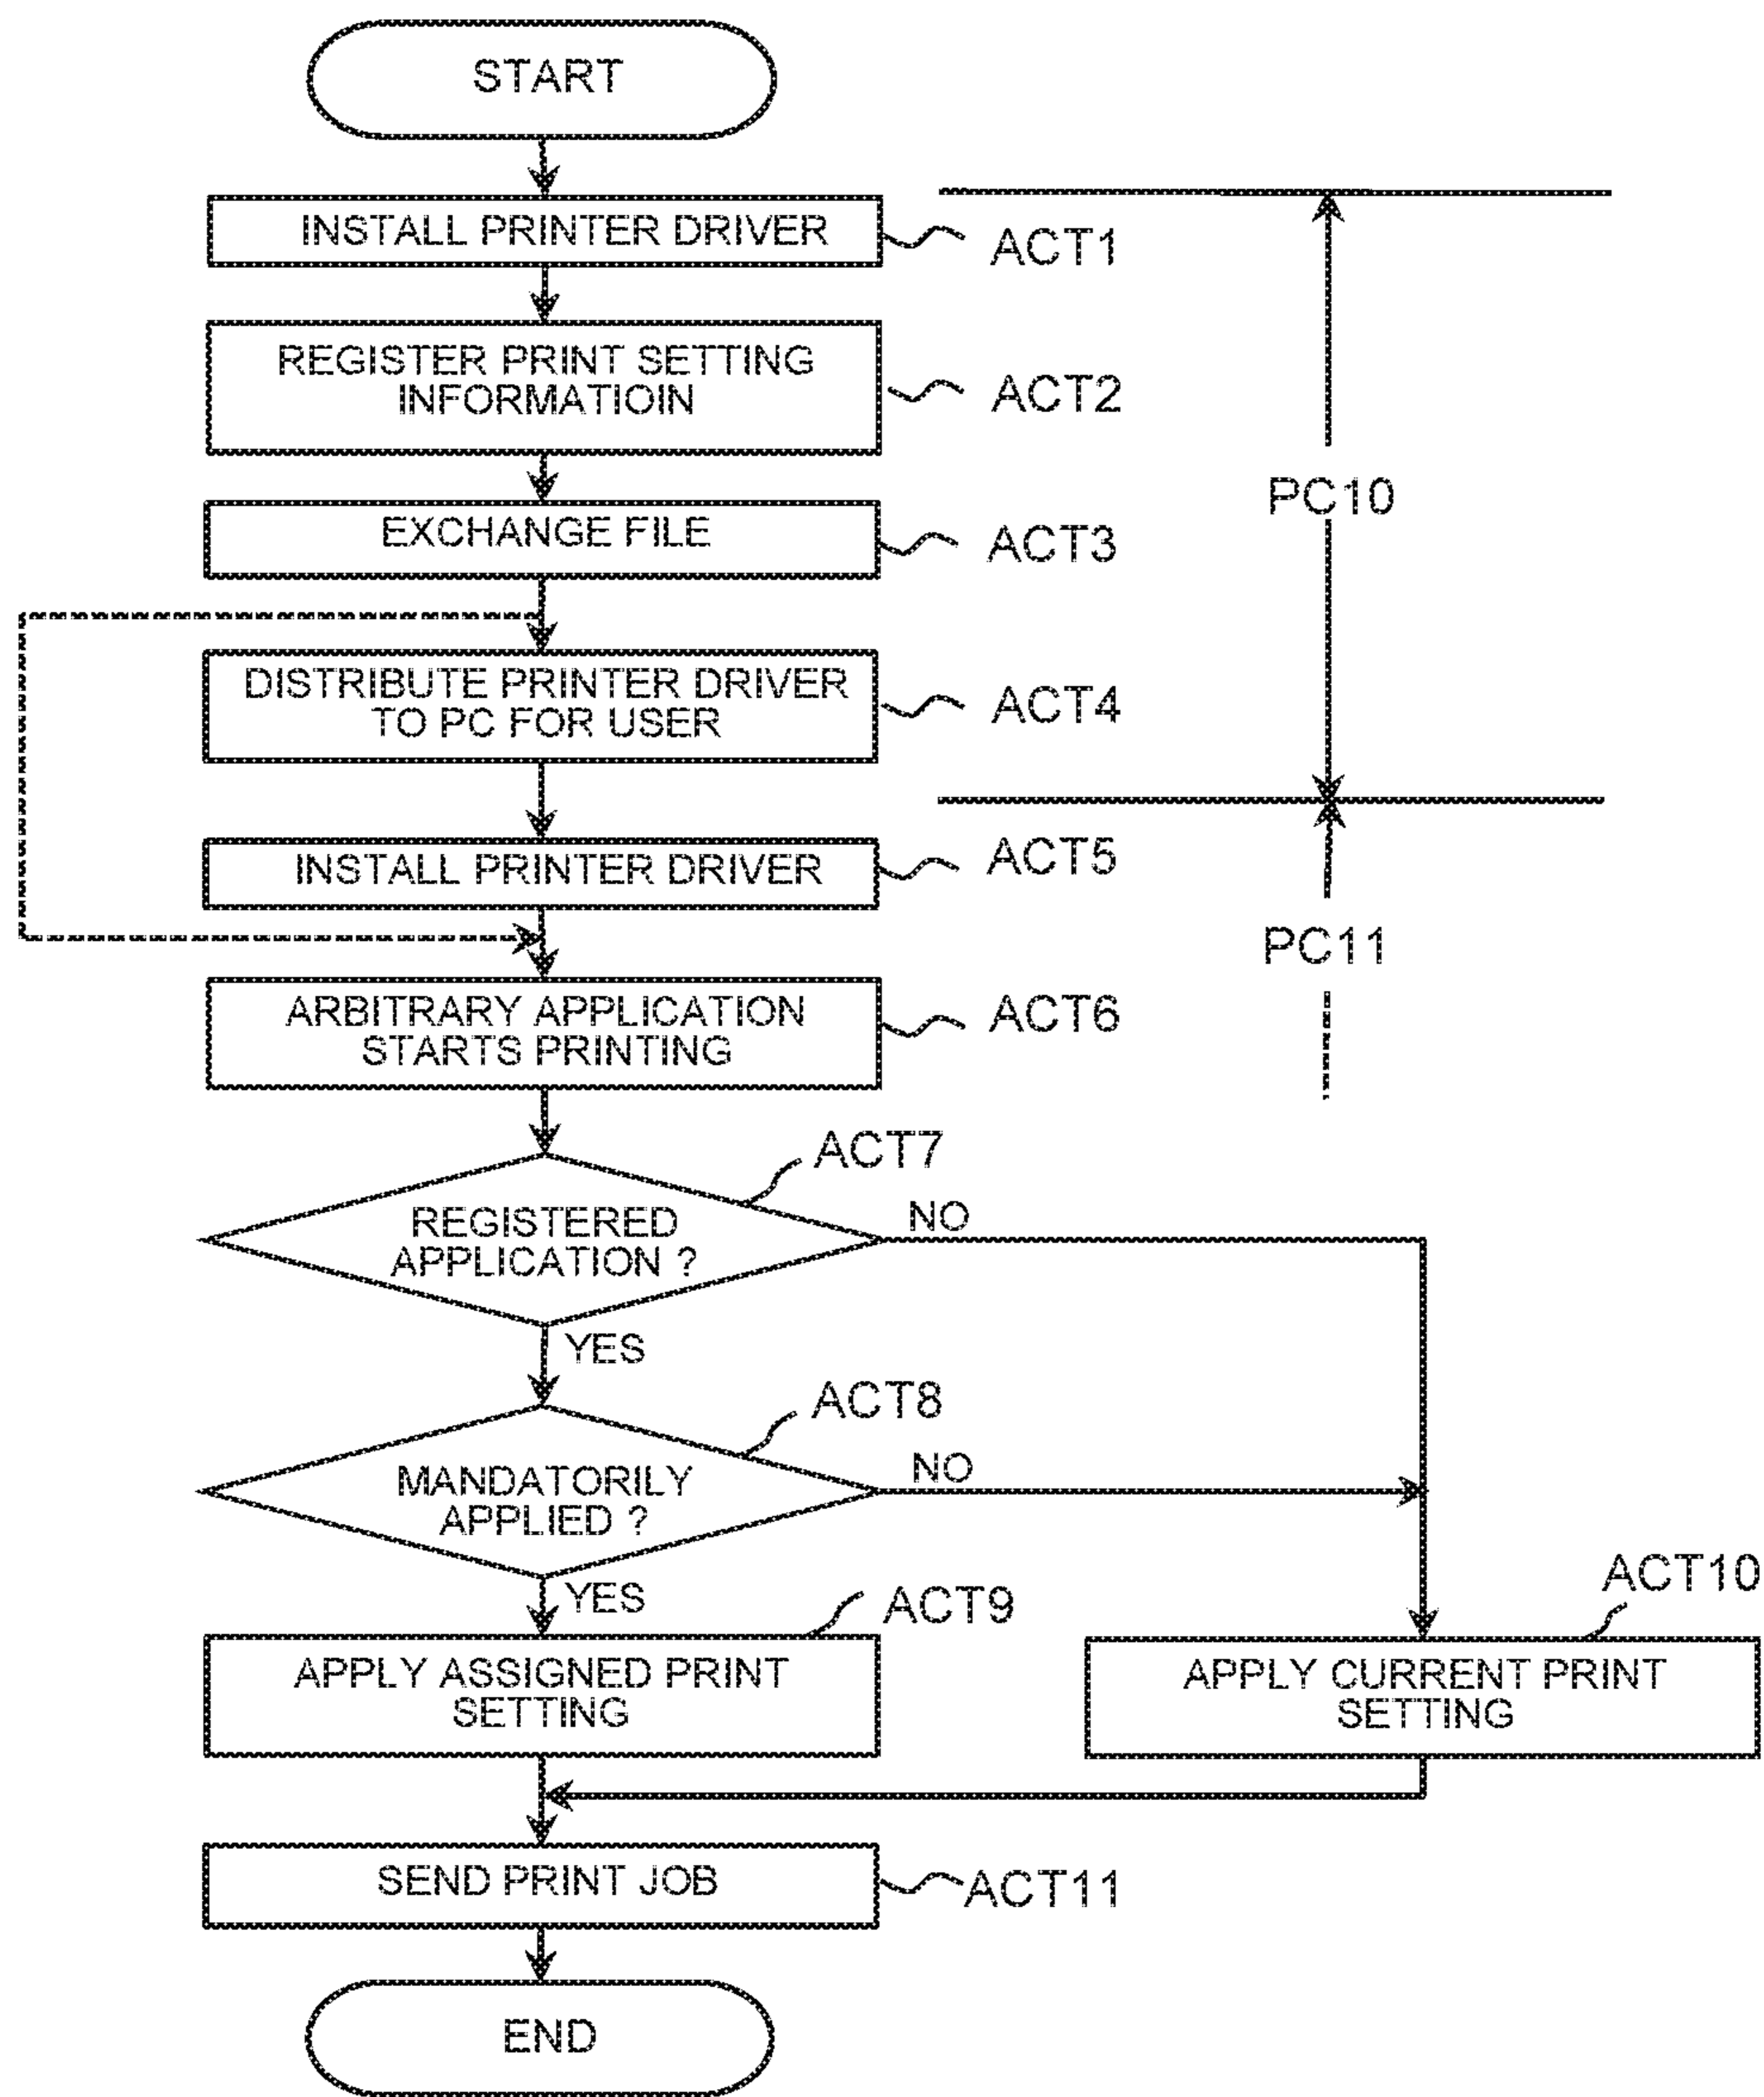 START
INSTALL PRINTER DRIVER
ACT1
REGISTER PRINT SETTING
INFORMATIOIN
ACT2
PC10
EXCHANGE FILE
ACT3
DISTRIBUTE PRINTER DRIVER
TO PC FOR USER
ACT4
INSTALL PRINTER DRIVER
ACT5
PC11
ARBITRARY APPLICATION
STARTS PRINTING
ACT6
ACT7
REGISTERED
APPLICATION ?
NO
YES
ACT8
MANDATORILY
APPLIED ?
NO
YES
ACT9
APPLY ASSIGNED PRINT
SETTING
ACT10
APPLY CURRENT PRINT
SETTING
SEND PRINT JOB
ACT11
END